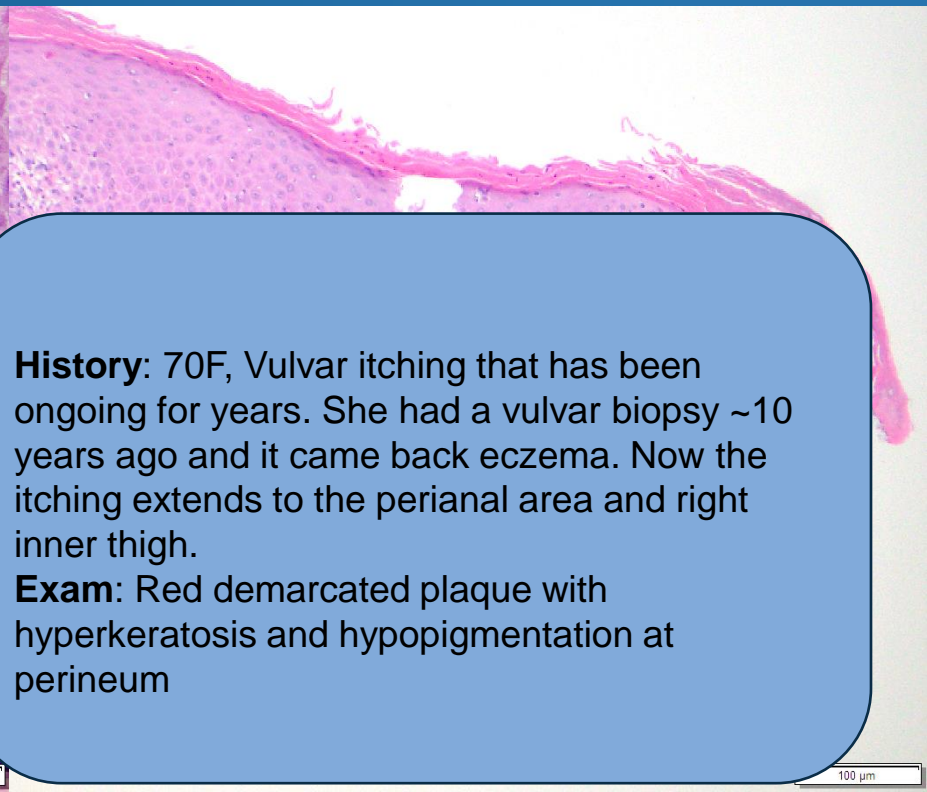 History: 70F, Vulvar itching that has been
ongoing for years. She had a vulvar biopsy ~10
years ago and it came back eczema. Now the
itching extends to the perianal area and right
inner thigh.
Exam: Red demarcated plaque with
hyperkeratosis and hypopigmentation at
perineum
100 µm